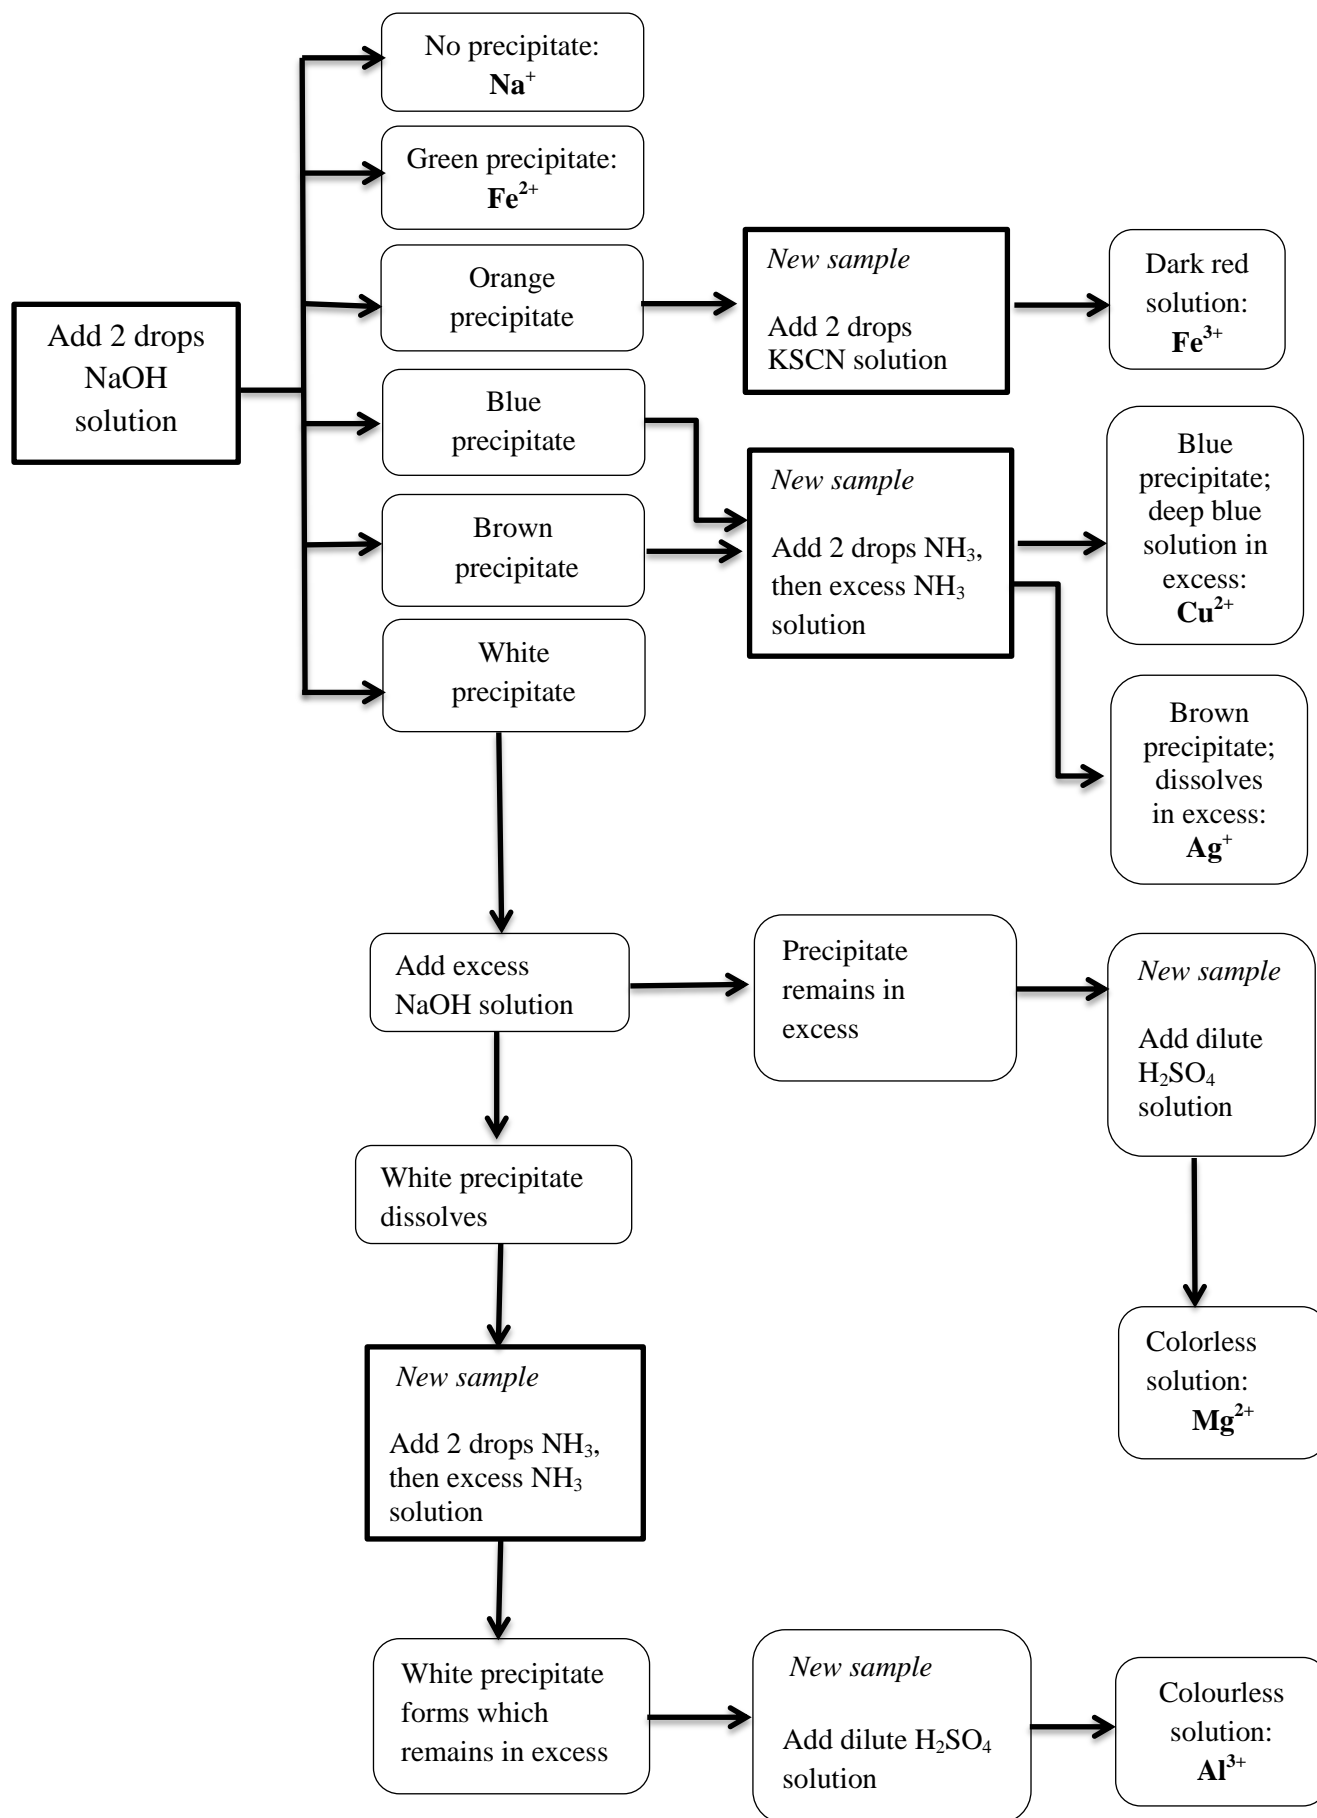 No precipitate:
Na⁺
Green precipitate:
Fe²⁺
Orange
precipitate
New sample
Add 2 drops
KSCN solution
Dark red
solution:
Fe³⁺
Add 2 drops
NaOH
solution
Blue
precipitate
Brown
precipitate
New sample
Add 2 drops NH₃,
then excess NH₃
solution
Blue
precipitate;
deep blue
solution in
excess:
Cu²⁺
White
precipitate
Brown
precipitate;
dissolves
in excess:
Ag⁺
Add excess
NaOH solution
Precipitate
remains in
excess
New sample
Add dilute
H₂SO₄
solution
White precipitate
dissolves
Colorless
solution:
Mg²⁺
New sample
Add 2 drops NH₃,
then excess NH₃
solution
White precipitate
forms which
remains in excess
New sample
Add dilute H₂SO₄
solution
Colourless
solution:
Al³⁺